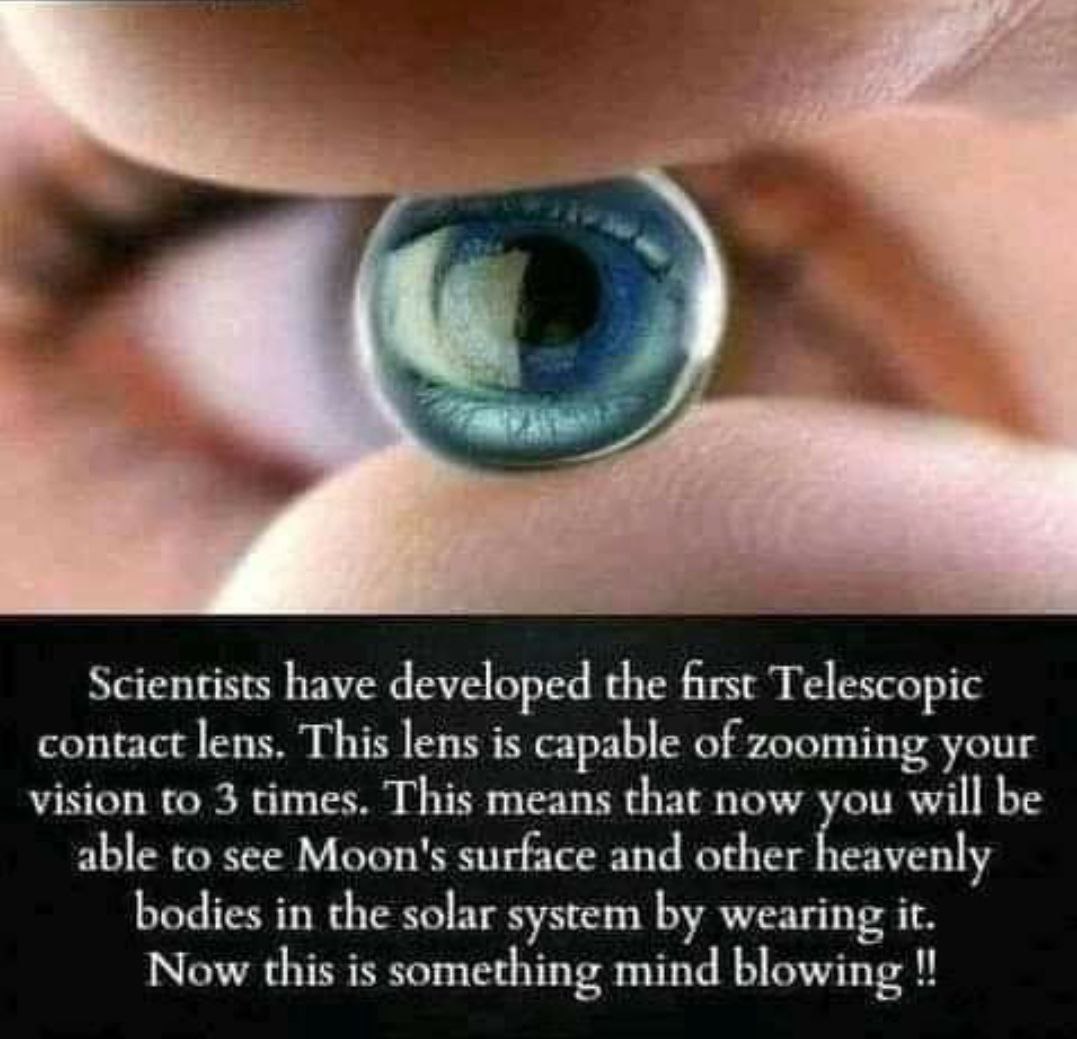 Scientists have developed the first Telescopic
contact lens. This lens is capable of zooming your
vision to 3 times. This means that now you will be
able to see Moon's surface and other heavenly
bodies in the solar system by wearing it.
Now this is something mind blowing !!